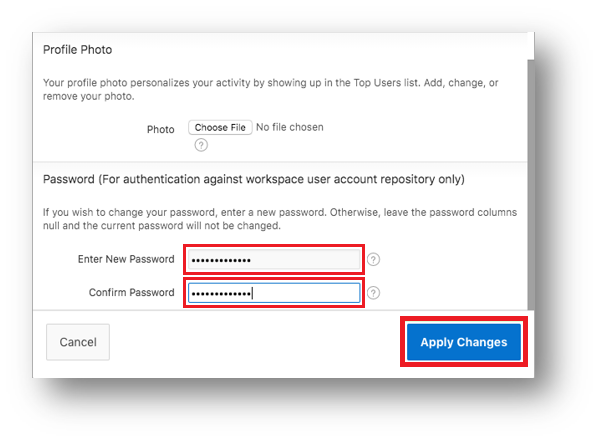 Profile Photo
Your profile photo personalizes your activity by showing up in the Top Users list. Add, change, or
remove your photo.
Photo Choose File No file chosen
?
Password (For authentication against workspace user account repository only)
If you wish to change your password, enter a new password. Otherwise, leave the password columns
null and the current password will not be changed.
Enter New Password ••••••••••••• ?
Confirm Password ••••••••••••• ?
Cancel Apply Changes